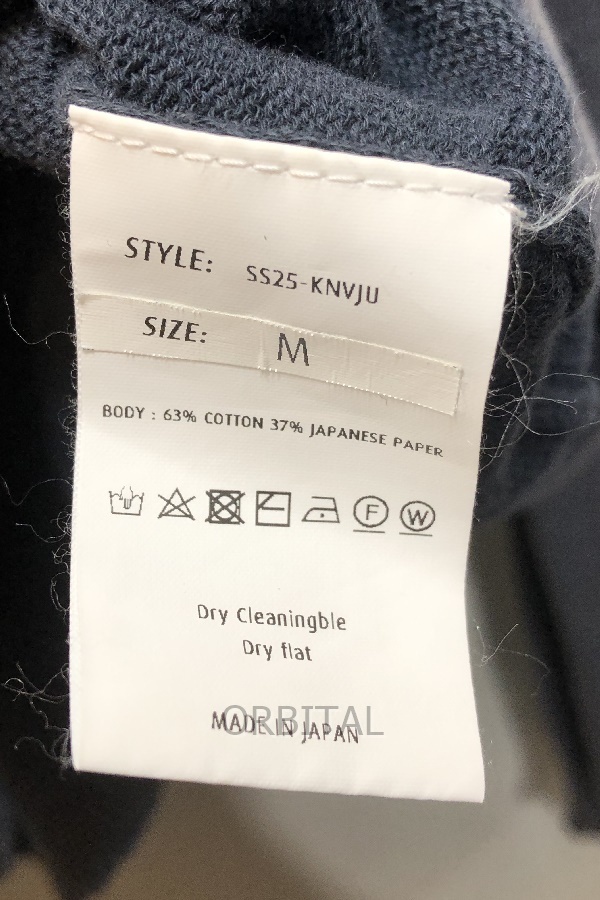 STYLE: SS25-KNVJU
SIZE: M
BODY : 63% COTTON 37% JAPANESE PAPER
F W
Dry Cleaningble
Dry flat
MADE IN JAPAN
ORBITAL